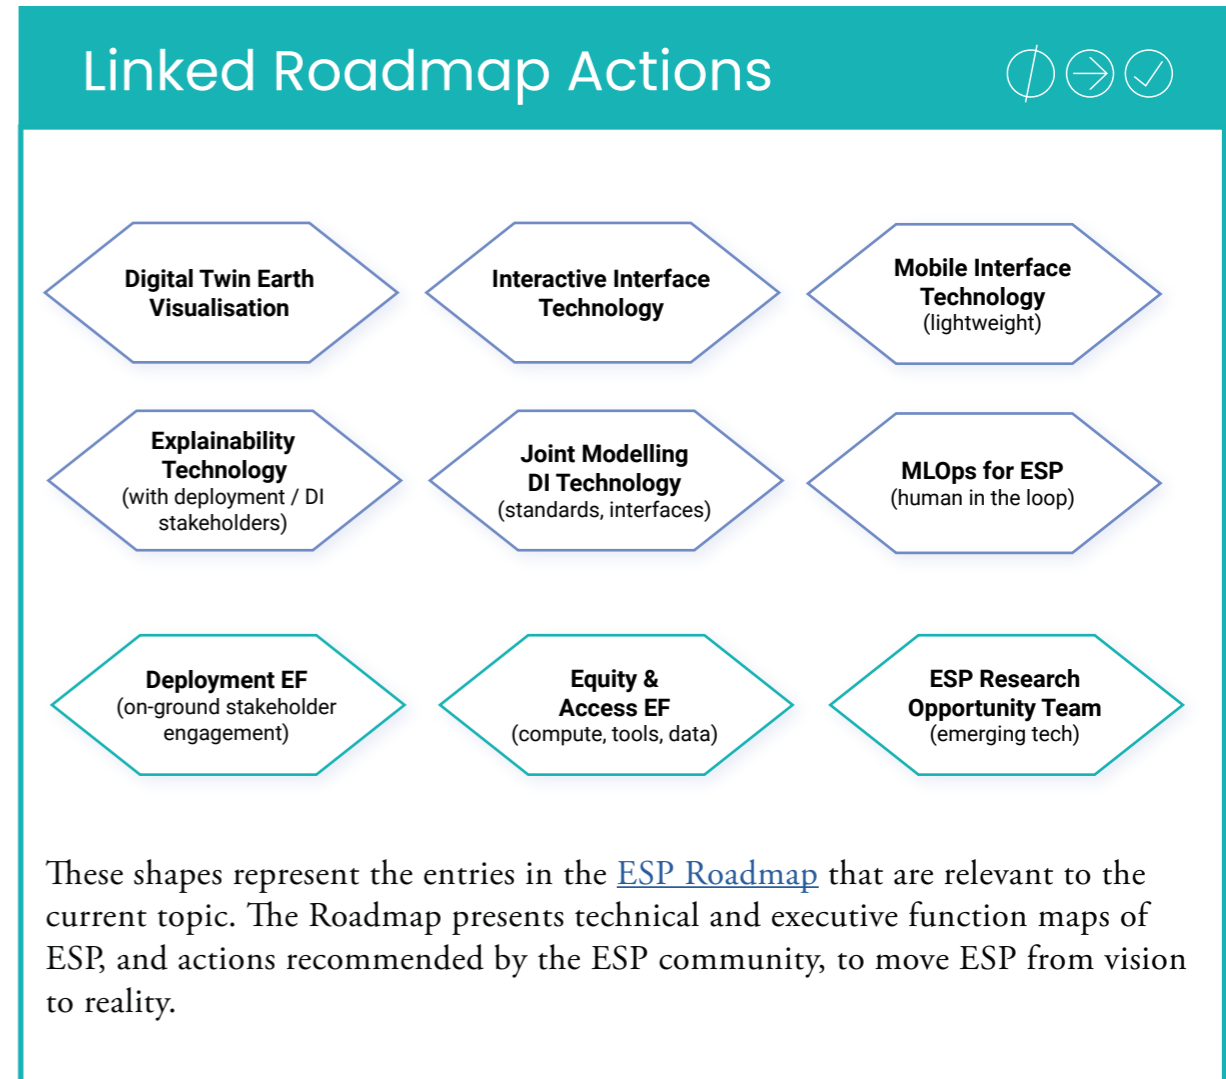 Linked Roadmap Actions
Digital Twin Earth
Visualisation
Interactive Interface
Technology
Mobile Interface
Technology
(lightweight)
Explainability
Technology
(with deployment / DI
stakeholders)
Joint Modelling
DI Technology
(standards, interfaces)
MLOps for ESP
(human in the loop)
Deployment EF
(on-ground stakeholder
engagement)
Equity &
Access EF
(compute, tools, data)
ESP Research
Opportunity Team
(emerging tech)
These shapes represent the entries in the ESP Roadmap that are relevant to the
current topic. The Roadmap presents technical and executive function maps of
ESP, and actions recommended by the ESP community, to move ESP from vision
to reality.